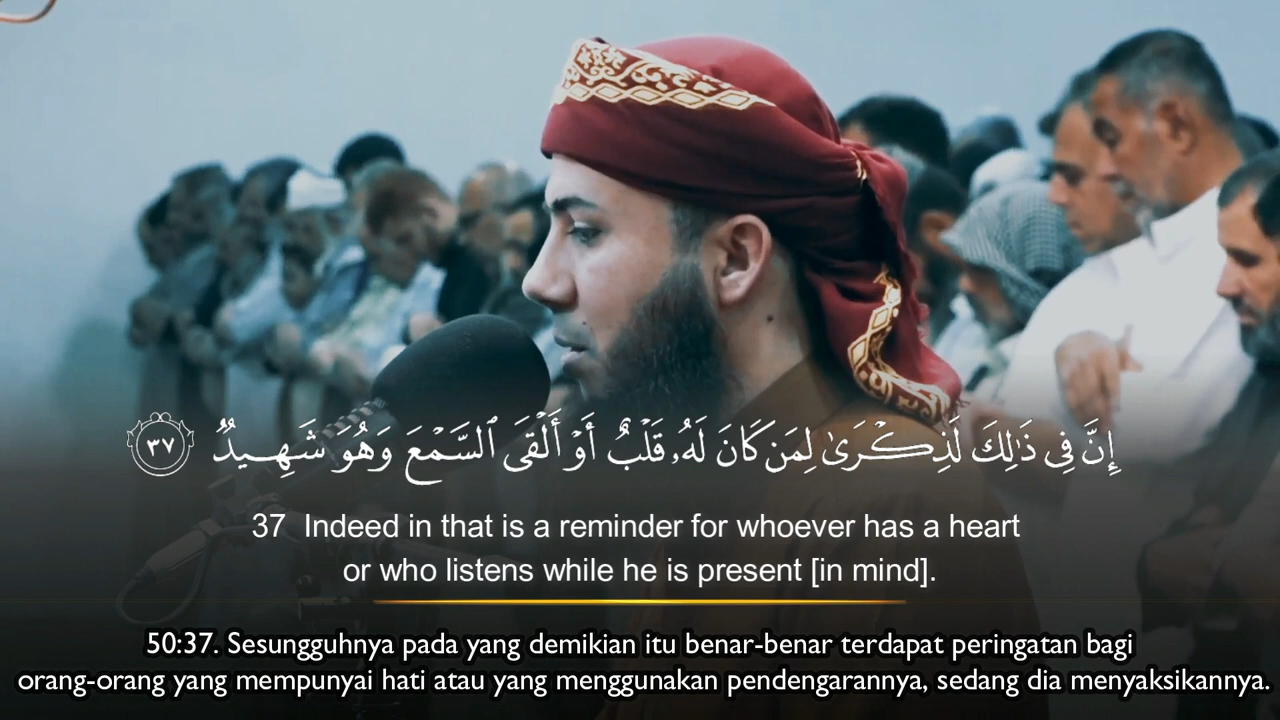 إِنَّ فِى ذَٰلِكَ لَذِكْرَىٰ لِمَن كَانَ لَهُۥ قَلْبٌ أَوْ أَلْقَى ٱلسَّمْعَ وَهُوَ شَهِيدٌ ٣٧
37 Indeed in that is a reminder for whoever has a heart
or who listens while he is present [in mind].
50:37. Sesungguhnya pada yang demikian itu benar-benar terdapat peringatan bagi
orang-orang yang mempunyai hati atau yang menggunakan pendengarannya, sedang dia menyaksikannya.